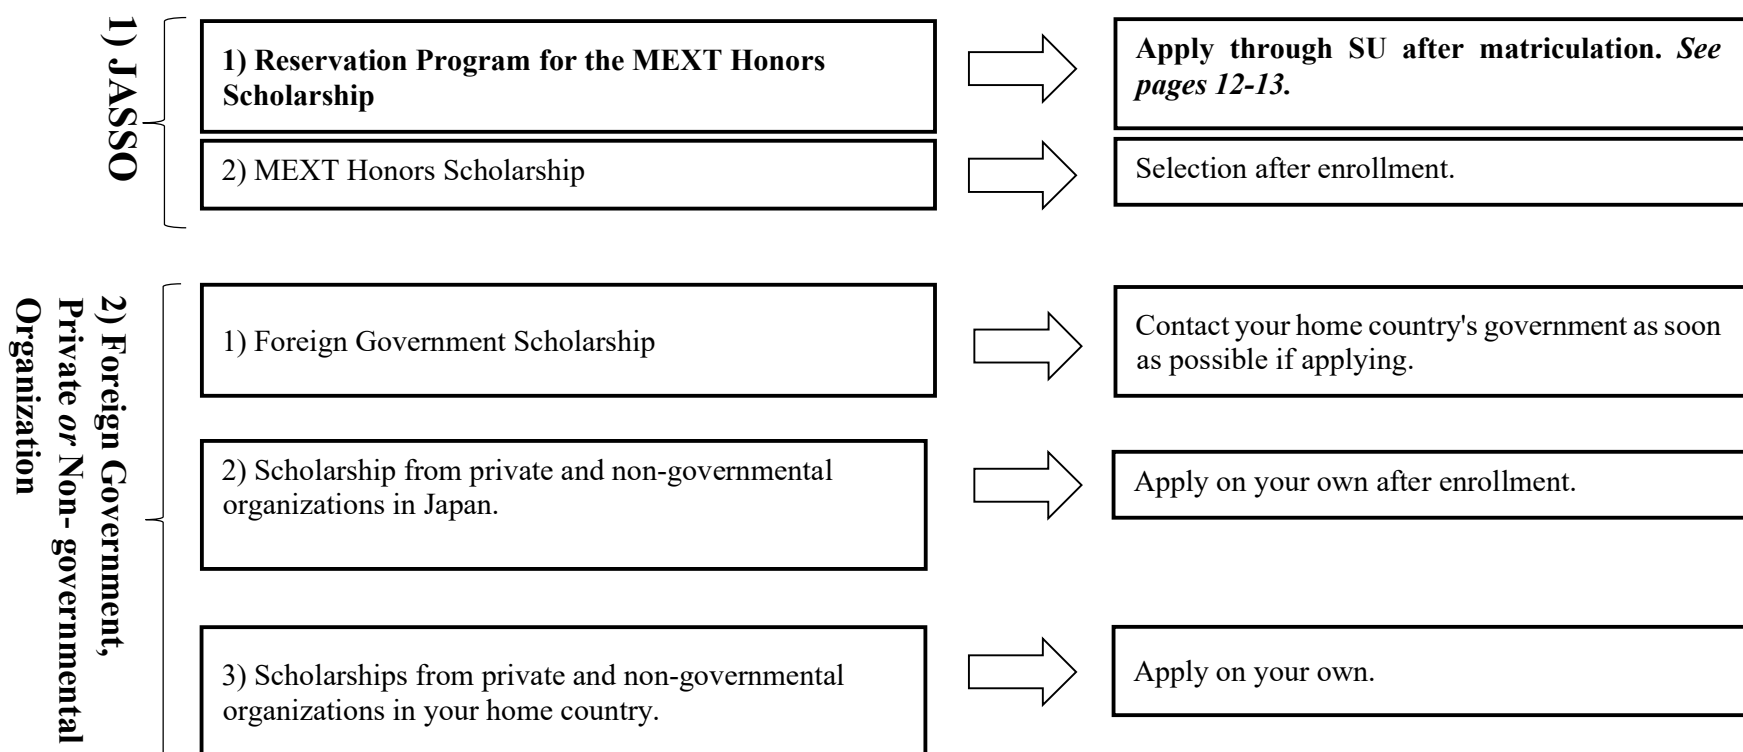 1) JASSO
1) Reservation Program for the MEXT Honors
Scholarship
Apply through SU after matriculation. See
pages 12-13.
2) MEXT Honors Scholarship
Selection after enrollment.
2) Foreign Government,
Private or Non- governmental
Organization
1) Foreign Government Scholarship
Contact your home country's government as soon
as possible if applying.
2) Scholarship from private and non-governmental
organizations in Japan.
Apply on your own after enrollment.
3) Scholarships from private and non-governmental
organizations in your home country.
Apply on your own.